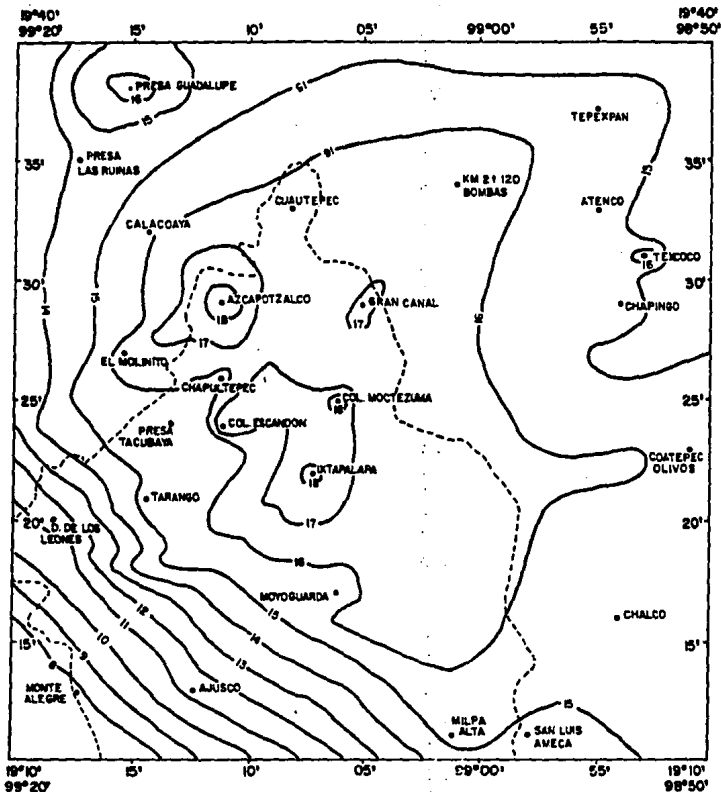 19°40' 19°40'
99°20' 15' 10' 05' 99°00' 55' 98°50'
PRESA GUADALUPE
16
15
15
TEPEXPAN
35' 35'
PRESA
LAS RUINAS
16
KM 2+120
BOMBAS
15
CUAUTEPEC
ATENCO
CALACOAYA
TEXCOCO
16
30' 30'
15
14
AZCAPOTZALCO
18
GRAN CANAL
17
CHAPINGO
17
16
EL MOLINITO
CHAPULTEPEC
COL. MOCTEZUMA
18
25' 25'
PRESA
TACUBAYA
COL. ESCANDON
COATEPEC
OLIVOS
IXTAPALAPA
18
TARANGO
20' 20'
D. DE LOS
LEONES
17
16
MOYOGUARDA
15
CHALCO
12
14
11
15' 15'
10
13
9
8
MONTE
ALEGRE
AJUSCO
15
MILPA
ALTA
SAN LUIS
AMECA
19°10' 15' 10' 05' 99°00' 55' 19°10'
99°20' 98°50'